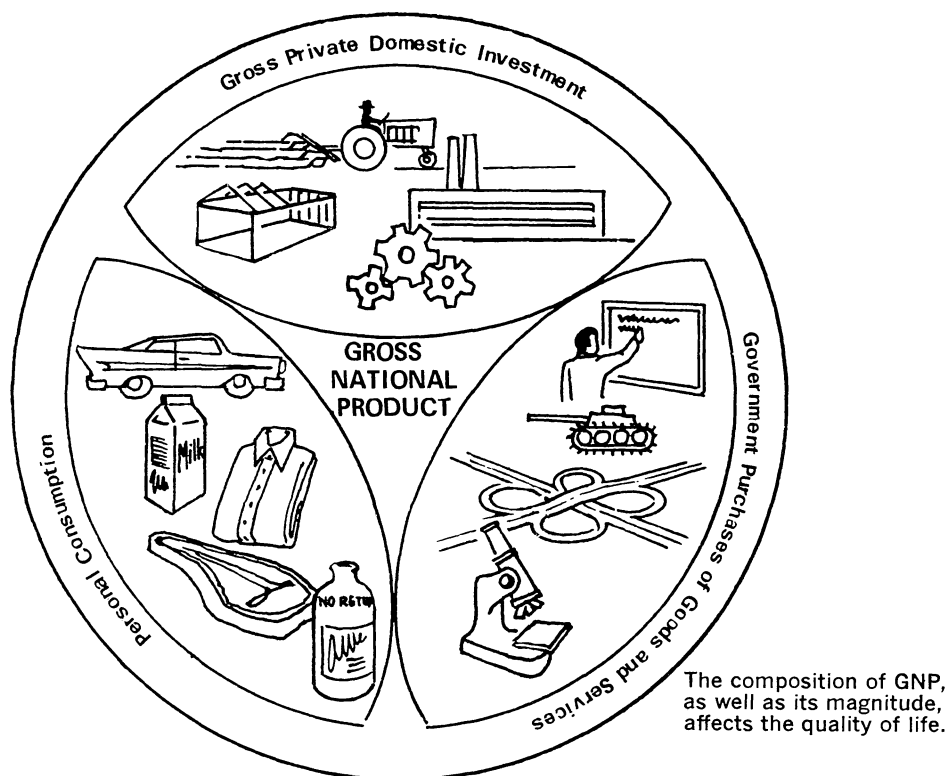 Gross Private Domestic Investment
GROSS
NATIONAL
PRODUCT
Government Purchases of Goods and Services
Personal Consumption
Milk
NO RETU
The composition of GNP,
as well as its magnitude,
affects the quality of life.